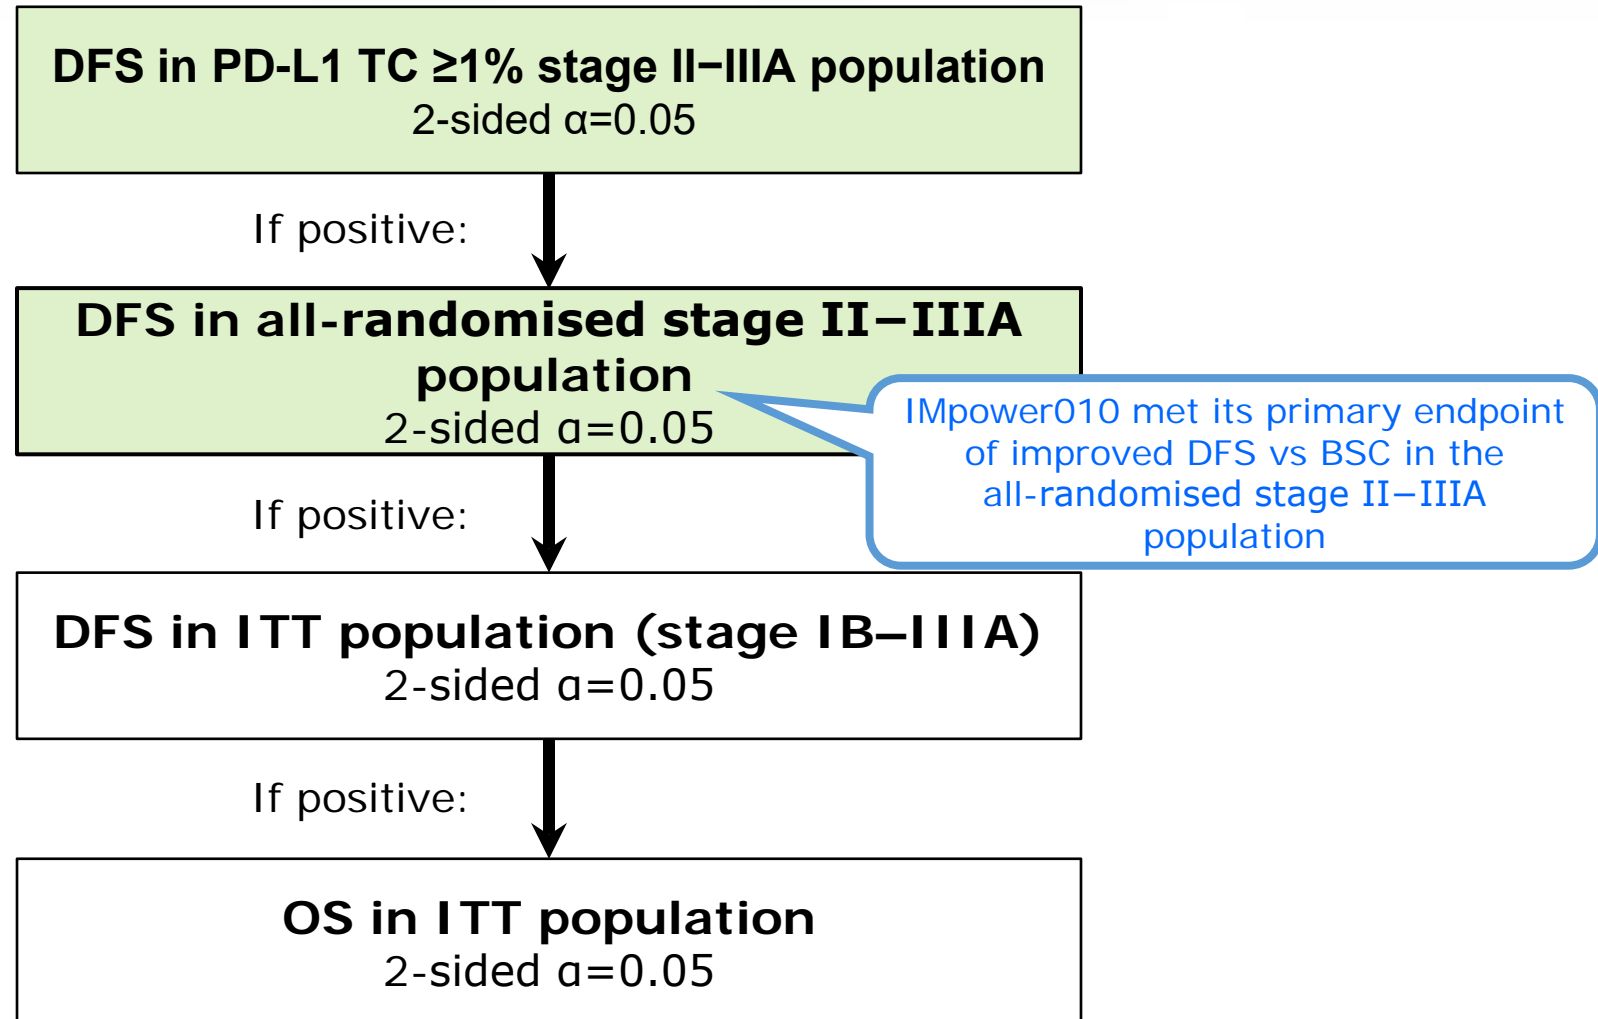 DFS in PD-L1 TC ≥1% stage II−IIIA population
2-sided α=0.05
If positive:
DFS in all-randomised stage II−IIIA
population
2-sided α=0.05
IMpower010 met its primary endpoint
of improved DFS vs BSC in the
all-randomised stage II−IIIA
population
If positive:
DFS in ITT population (stage IB–IIIA)
2-sided α=0.05
If positive:
OS in ITT population
2-sided α=0.05